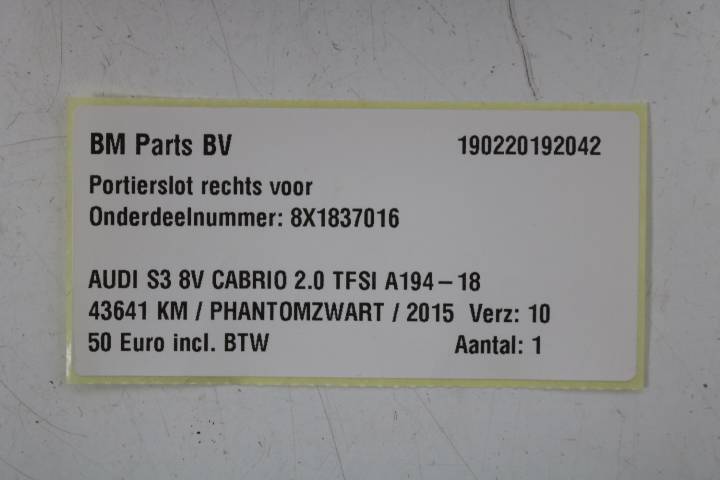 BM Parts BV 190220192042
Portierslot rechts voor
Onderdeelnummer: 8X1837016
AUDI S3 8V CABRIO 2.0 TFSI A194-18
43641 KM / PHANTOMZWART / 2015 Verz: 10
50 Euro incl. BTW Aantal: 1